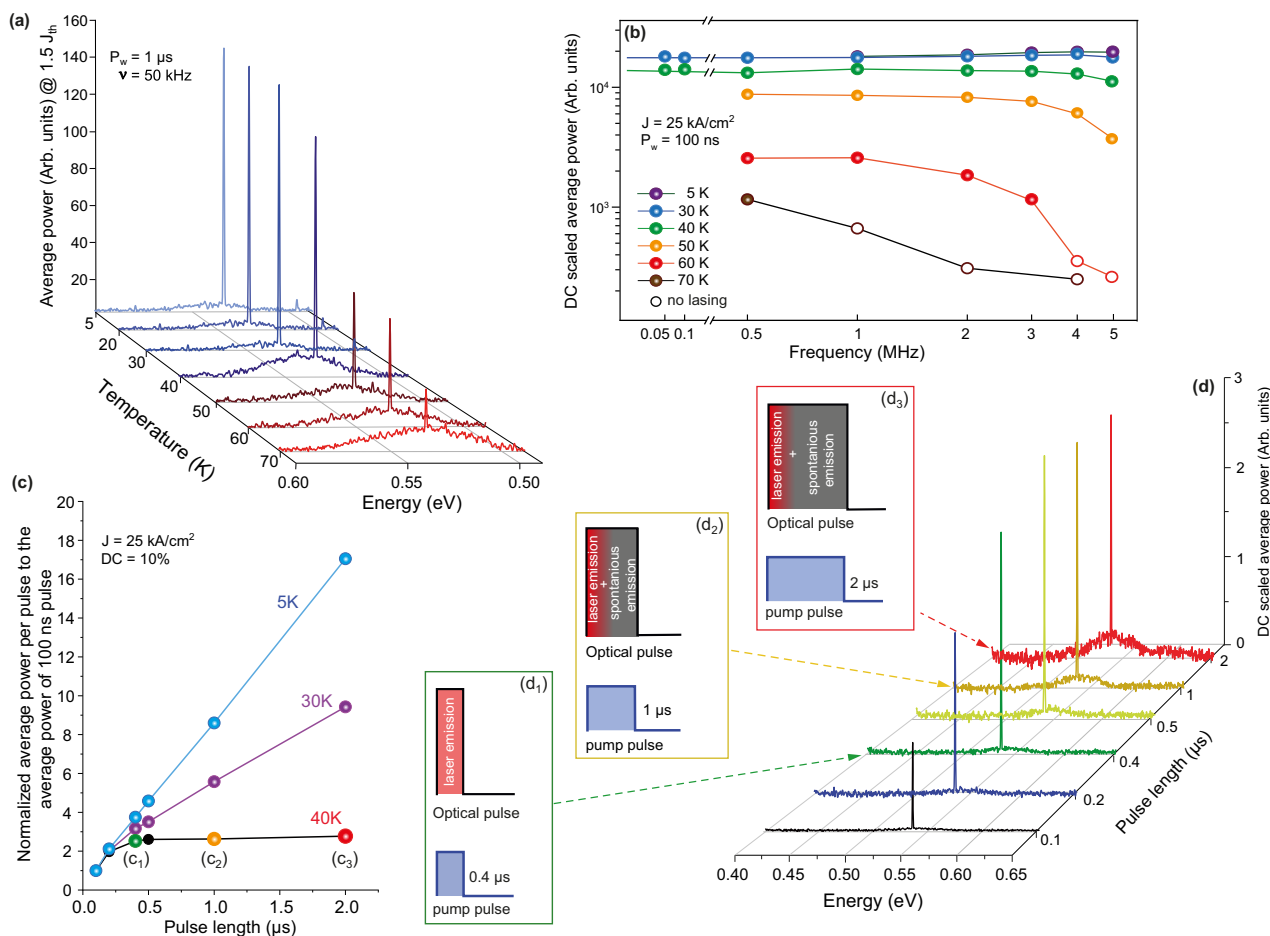 (a)
Average power (Arb. units) @ 1.5 Jth
160
140
120
100
80
60
40
20
Pw = 1 µs
ν = 50 kHz
5
20
30
40
50
60
70
Temperature (K)
0.60
0.55
0.50
Energy (eV)
(b)
DC scaled average power (Arb. units)
10⁴
10³
J = 25 kA/cm²
Pw = 100 ns
5 K
30 K
40 K
50 K
60 K
70 K
no lasing
0.05
0.1
0.5
1
2
3
4
5
Frequency (MHz)
(c)
Normalized average power per pulse to the
average power of 100 ns pulse
20
18
16
14
12
10
8
6
4
2
0
J = 25 kA/cm²
DC = 10%
5K
30K
40K
(c₁)
(c₂)
(c₃)
0.0
0.5
1.0
1.5
2.0
Pulse length (µs)
(d₁)
laser emission
Optical pulse
0.4 µs
pump pulse
(d₂)
laser emission
+
spontanious
emission
Optical pulse
1 µs
pump pulse
(d₃)
laser emission
+
spontanious
emission
Optical pulse
2 µs
pump pulse
(d)
DC scaled average power (Arb. units)
3
2
1
0
2
1
0.5
0.4
0.2
0.1
Pulse length (µs)
0.40
0.45
0.50
0.55
0.60
0.65
Energy (eV)